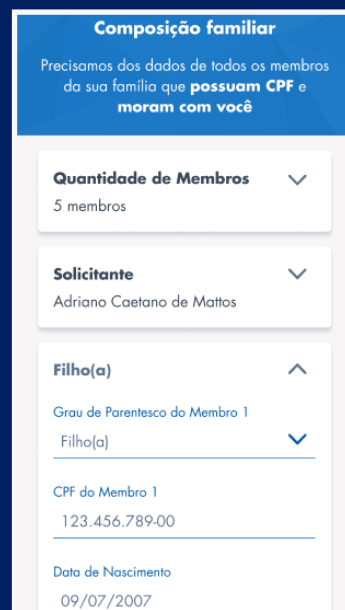 Composição familiar
Precisamos dos dados de todos os membros
da sua família que possuam CPF e
moram com você
Quantidade de Membros
5 membros
Solicitante
Adriano Caetano de Mattos
Filho(a)
Grau de Parentesco do Membro 1
Filho(a)
CPF do Membro 1
123.456.789-00
Data de Nascimento
09/07/2007